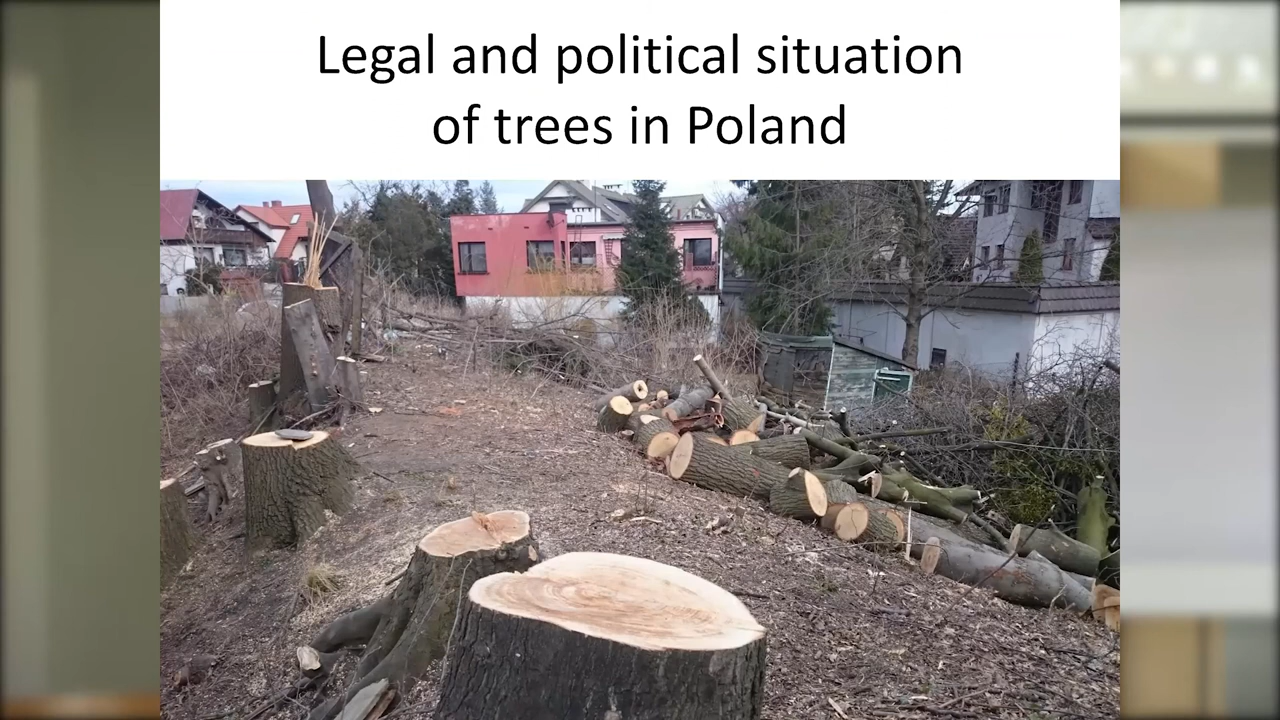 Legal and political situation
of trees in Poland